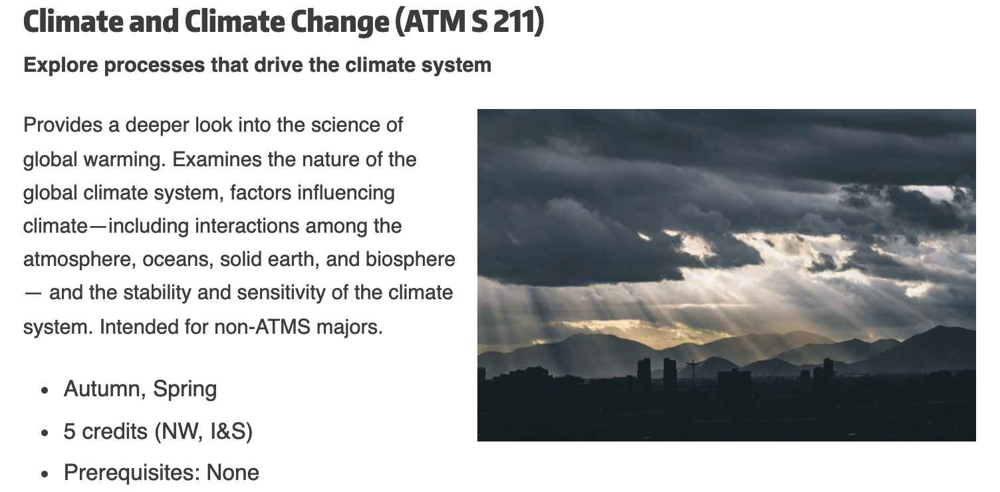 Climate and Climate Change (ATM S 211)
Explore processes that drive the climate system
Provides a deeper look into the science of
global warming. Examines the nature of the
global climate system, factors influencing
climate—including interactions among the
atmosphere, oceans, solid earth, and biosphere
— and the stability and sensitivity of the climate
system. Intended for non-ATMS majors.
• Autumn, Spring
• 5 credits (NW, I&S)
• Prerequisites: None